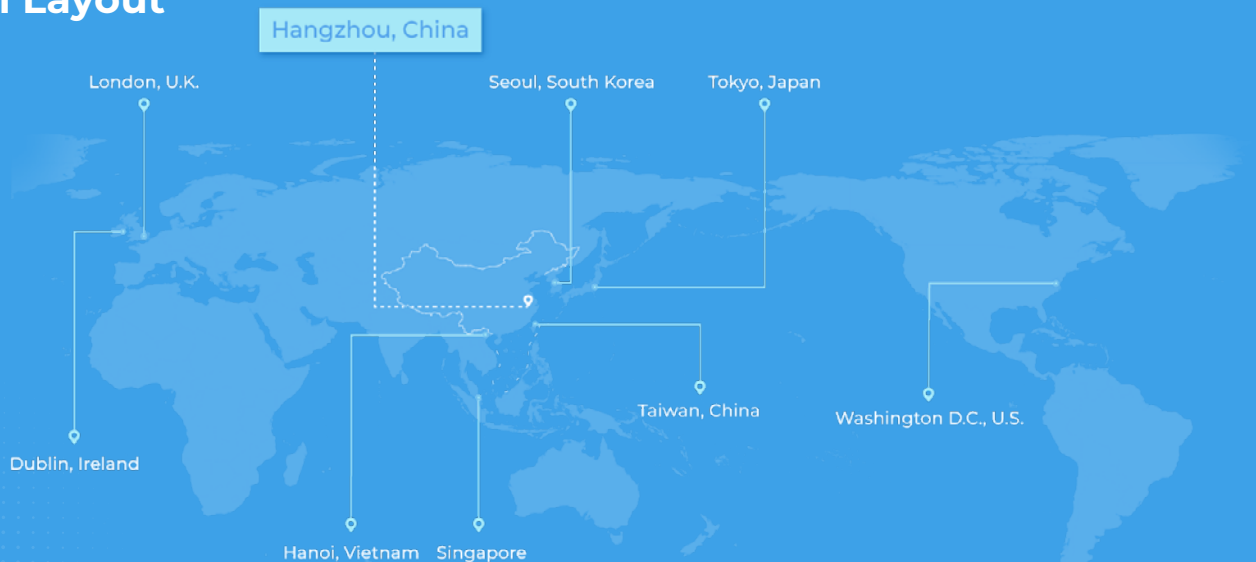 Layout
Hangzhou, China
London, U.K.
Seoul, South Korea
Tokyo, Japan
Taiwan, China
Washington D.C., U.S.
Dublin, Ireland
Hanoi, Vietnam
Singapore